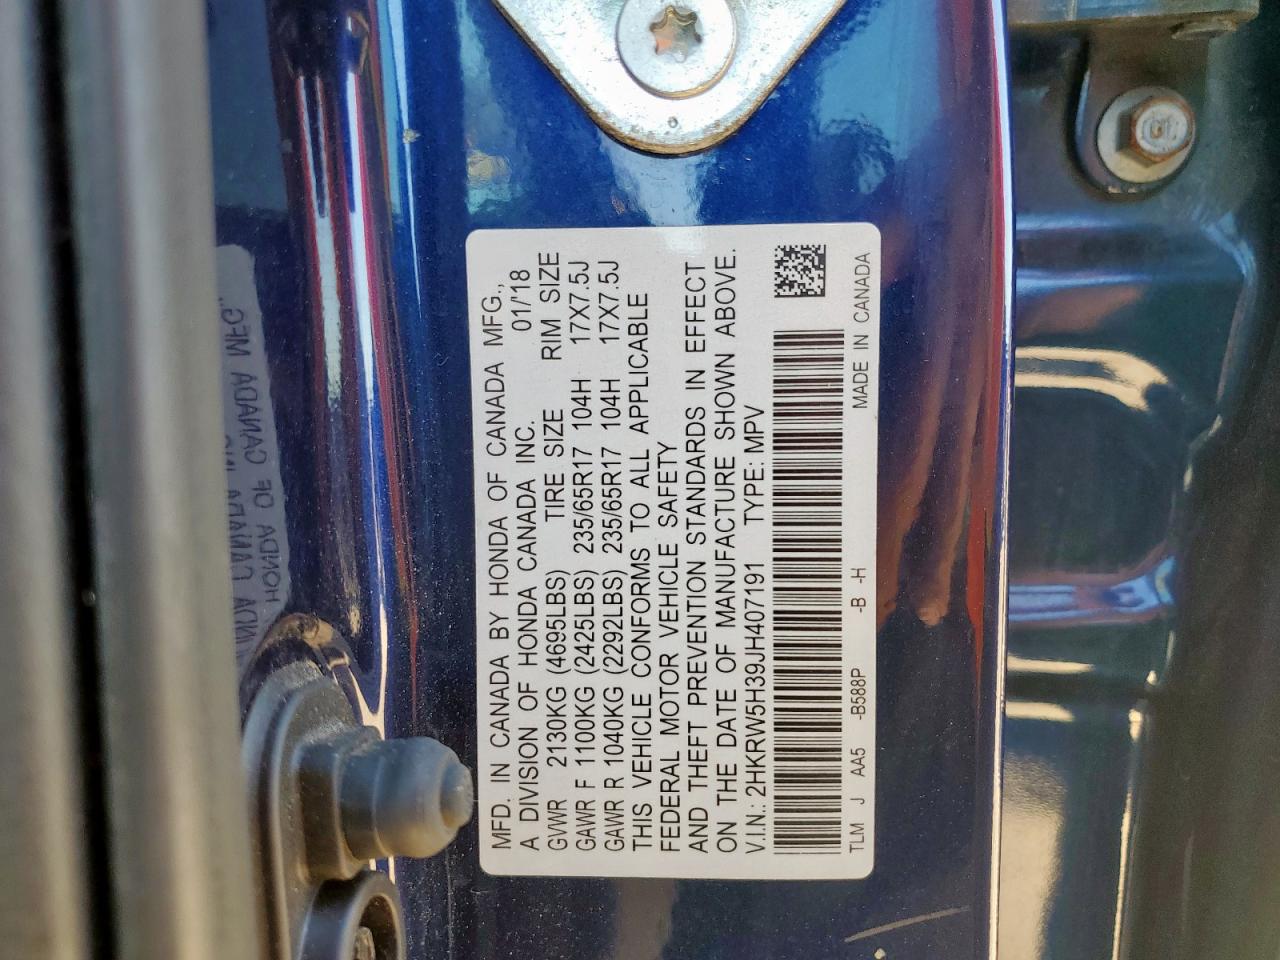 MFD. IN CANADA BY HONDA OF CANADA MFG.,
A DIVISION OF HONDA CANADA INC. 01/'18
GVWR 2130KG (4695LBS) TIRE SIZE RIM SIZE
GAWR F 1100KG (2425LBS) 235/65R17 104H 17X7.5J
GAWR R 1040KG (2292LBS) 235/65R17 104H 17X7.5J
THIS VEHICLE CONFORMS TO ALL APPLICABLE
FEDERAL MOTOR VEHICLE SAFETY
AND THEFT PREVENTION STANDARDS IN EFFECT
ON THE DATE OF MANUFACTURE SHOWN ABOVE.
V.I.N.: 2HKRW5H39JH407191 TYPE: MPV
TLM J AA5 -B588P -B -H MADE IN CANADA